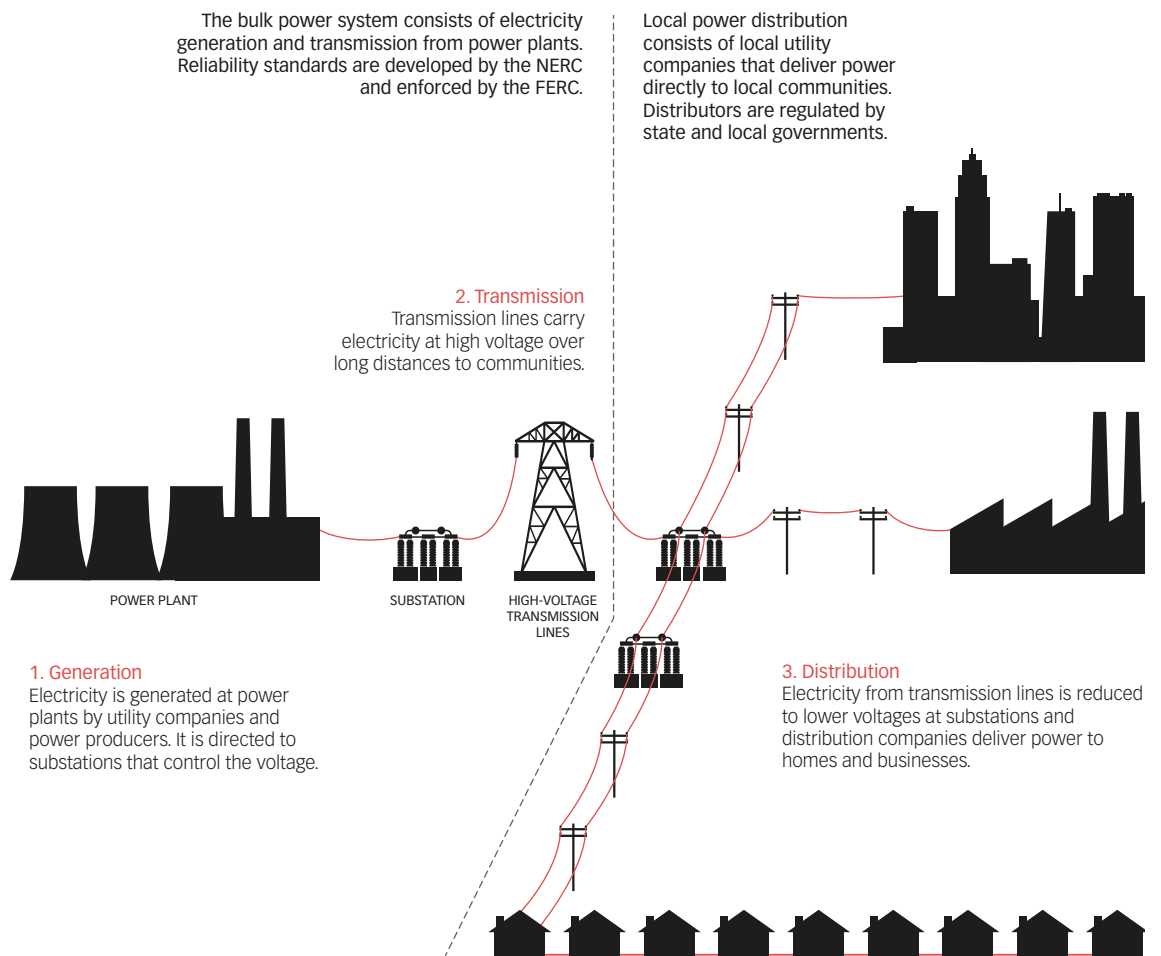 The bulk power system consists of electricity
generation and transmission from power plants.
Reliability standards are developed by the NERC
and enforced by the FERC.
Local power distribution
consists of local utility
companies that deliver power
directly to local communities.
Distributors are regulated by
state and local governments.
2. Transmission
Transmission lines carry
electricity at high voltage over
long distances to communities.
POWER PLANT
SUBSTATION
HIGH-VOLTAGE
TRANSMISSION
LINES
1. Generation
Electricity is generated at power
plants by utility companies and
power producers. It is directed to
substations that control the voltage.
3. Distribution
Electricity from transmission lines is reduced
to lower voltages at substations and
distribution companies deliver power to
homes and businesses.